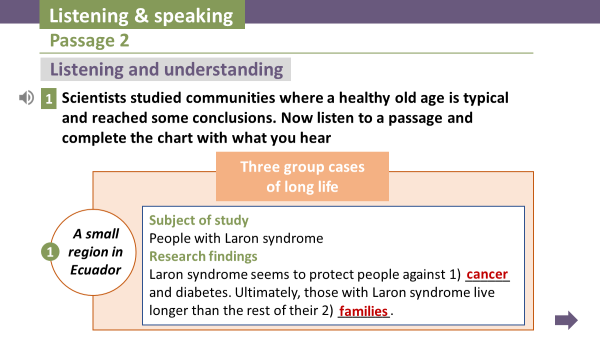 Listening & speaking
Passage 2
Listening and understanding
1 Scientists studied communities where a healthy old age is typical
and reached some conclusions. Now listen to a passage and
complete the chart with what you hear
Three group cases
of long life
1 A small
region in
Ecuador
Subject of study
People with Laron syndrome
Research findings
Laron syndrome seems to protect people against 1) cancer
and diabetes. Ultimately, those with Laron syndrome live
longer than the rest of their 2) families.